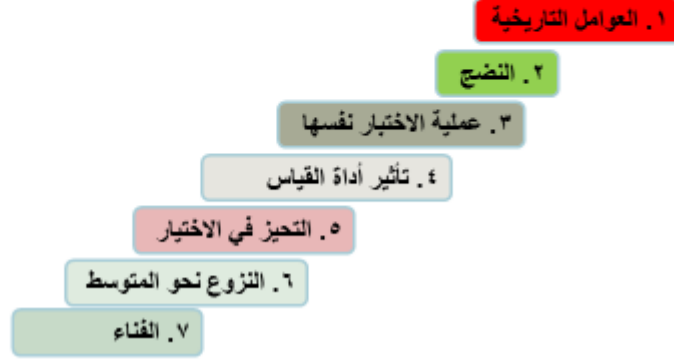 ١. العوامل التاريخية
٢. النضج
٣. عملية الاختبار نفسها
٤. تأثير أداة القياس
٥. التحيز في الاختيار
٦. النزوع نحو المتوسط
٧. الفناء